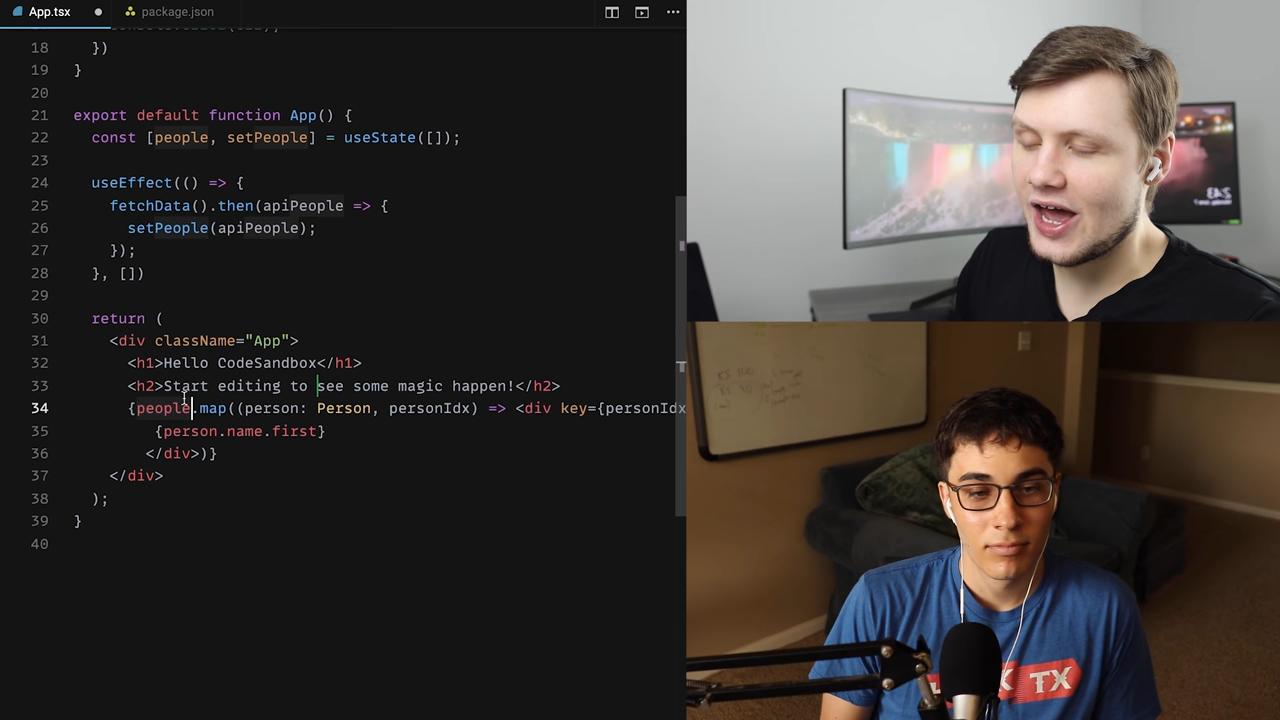 App.tsx
package.json
18 })
19 }
20
21 export default function App() {
22 const [people, setPeople] = useState([]);
23
24 useEffect(() => {
25 fetchData().then(apiPeople => {
26 setPeople(apiPeople);
27 });
28 }, [])
29
30 return (
31 <div className="App">
32 <h1>Hello CodeSandbox</h1>
33 <h2>Start editing to see some magic happen!</h2>
34 {people.map((person: Person, personIdx) => <div key={personIdx
35 {person.name.first}
36 </div>)}
37 </div>
38 );
39 }
40
TX